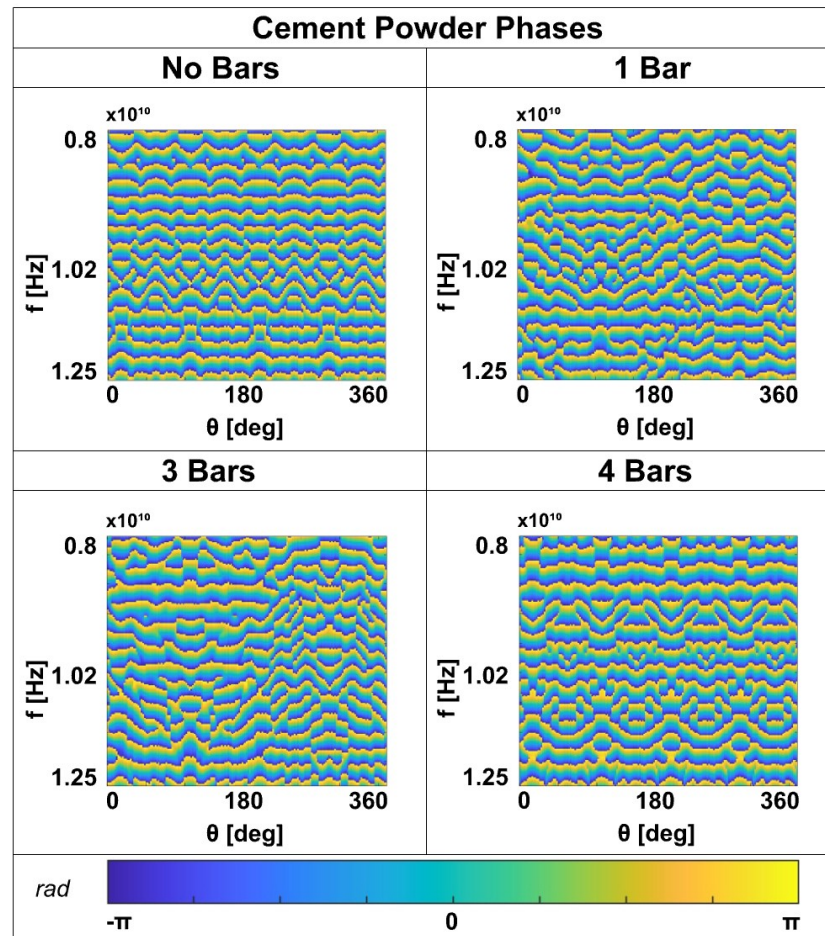 Cement Powder Phases
No Bars
1 Bar
x10¹⁰
0.8
1.02
1.25
f [Hz]
0 180 360
θ [deg]
x10¹⁰
0.8
1.02
1.25
f [Hz]
0 180 360
θ [deg]
3 Bars
4 Bars
x10¹⁰
0.8
1.02
1.25
f [Hz]
0 180 360
θ [deg]
x10¹⁰
0.8
1.02
1.25
f [Hz]
0 180 360
θ [deg]
rad
-π 0 π